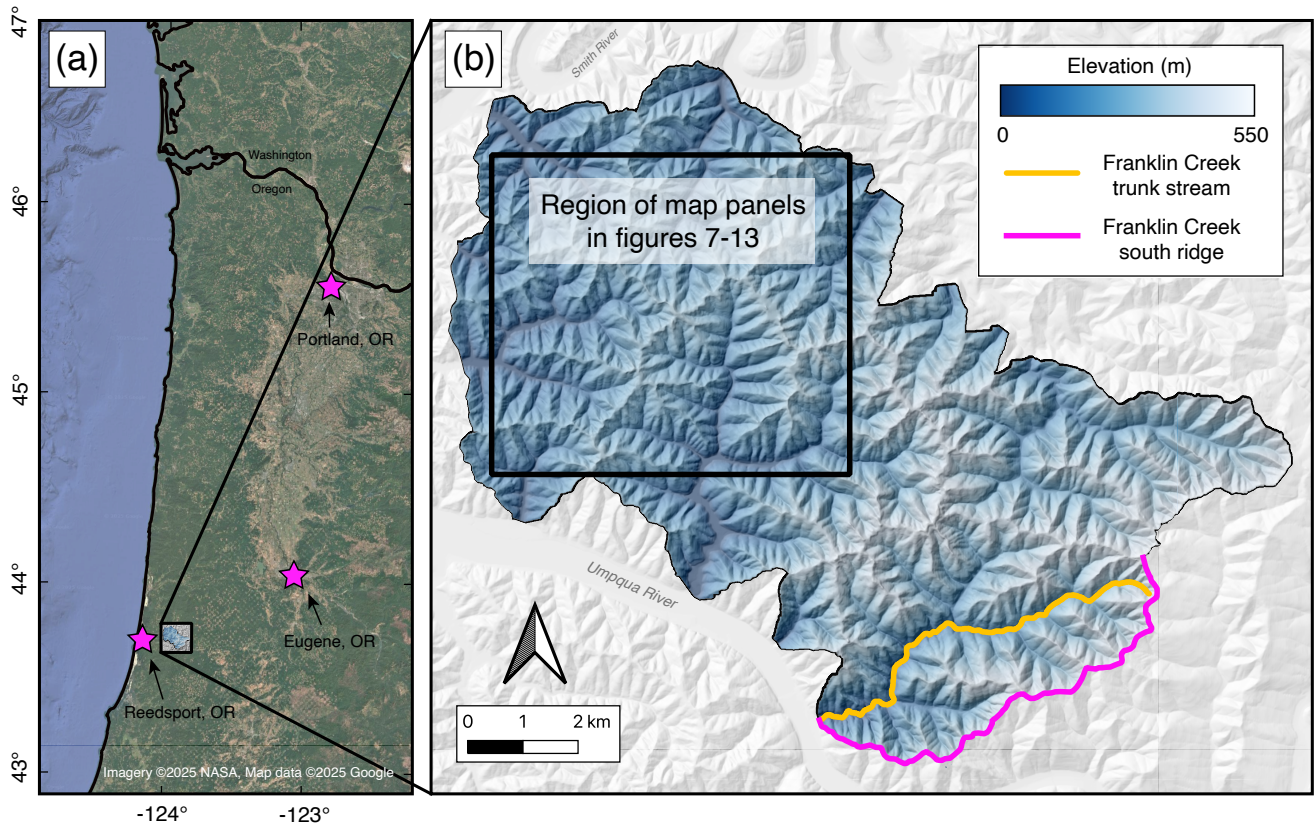 (a)
47°
46°
45°
44°
43°
-124°
-123°
Washington
Oregon
Portland, OR
Eugene, OR
Reedsport, OR
Imagery ©2025 NASA, Map data ©2025 Google
(b)
Smith River
Region of map panels
in figures 7-13
Umpqua River
0 1 2 km
Elevation (m)
0 550
Franklin Creek
trunk stream
Franklin Creek
south ridge